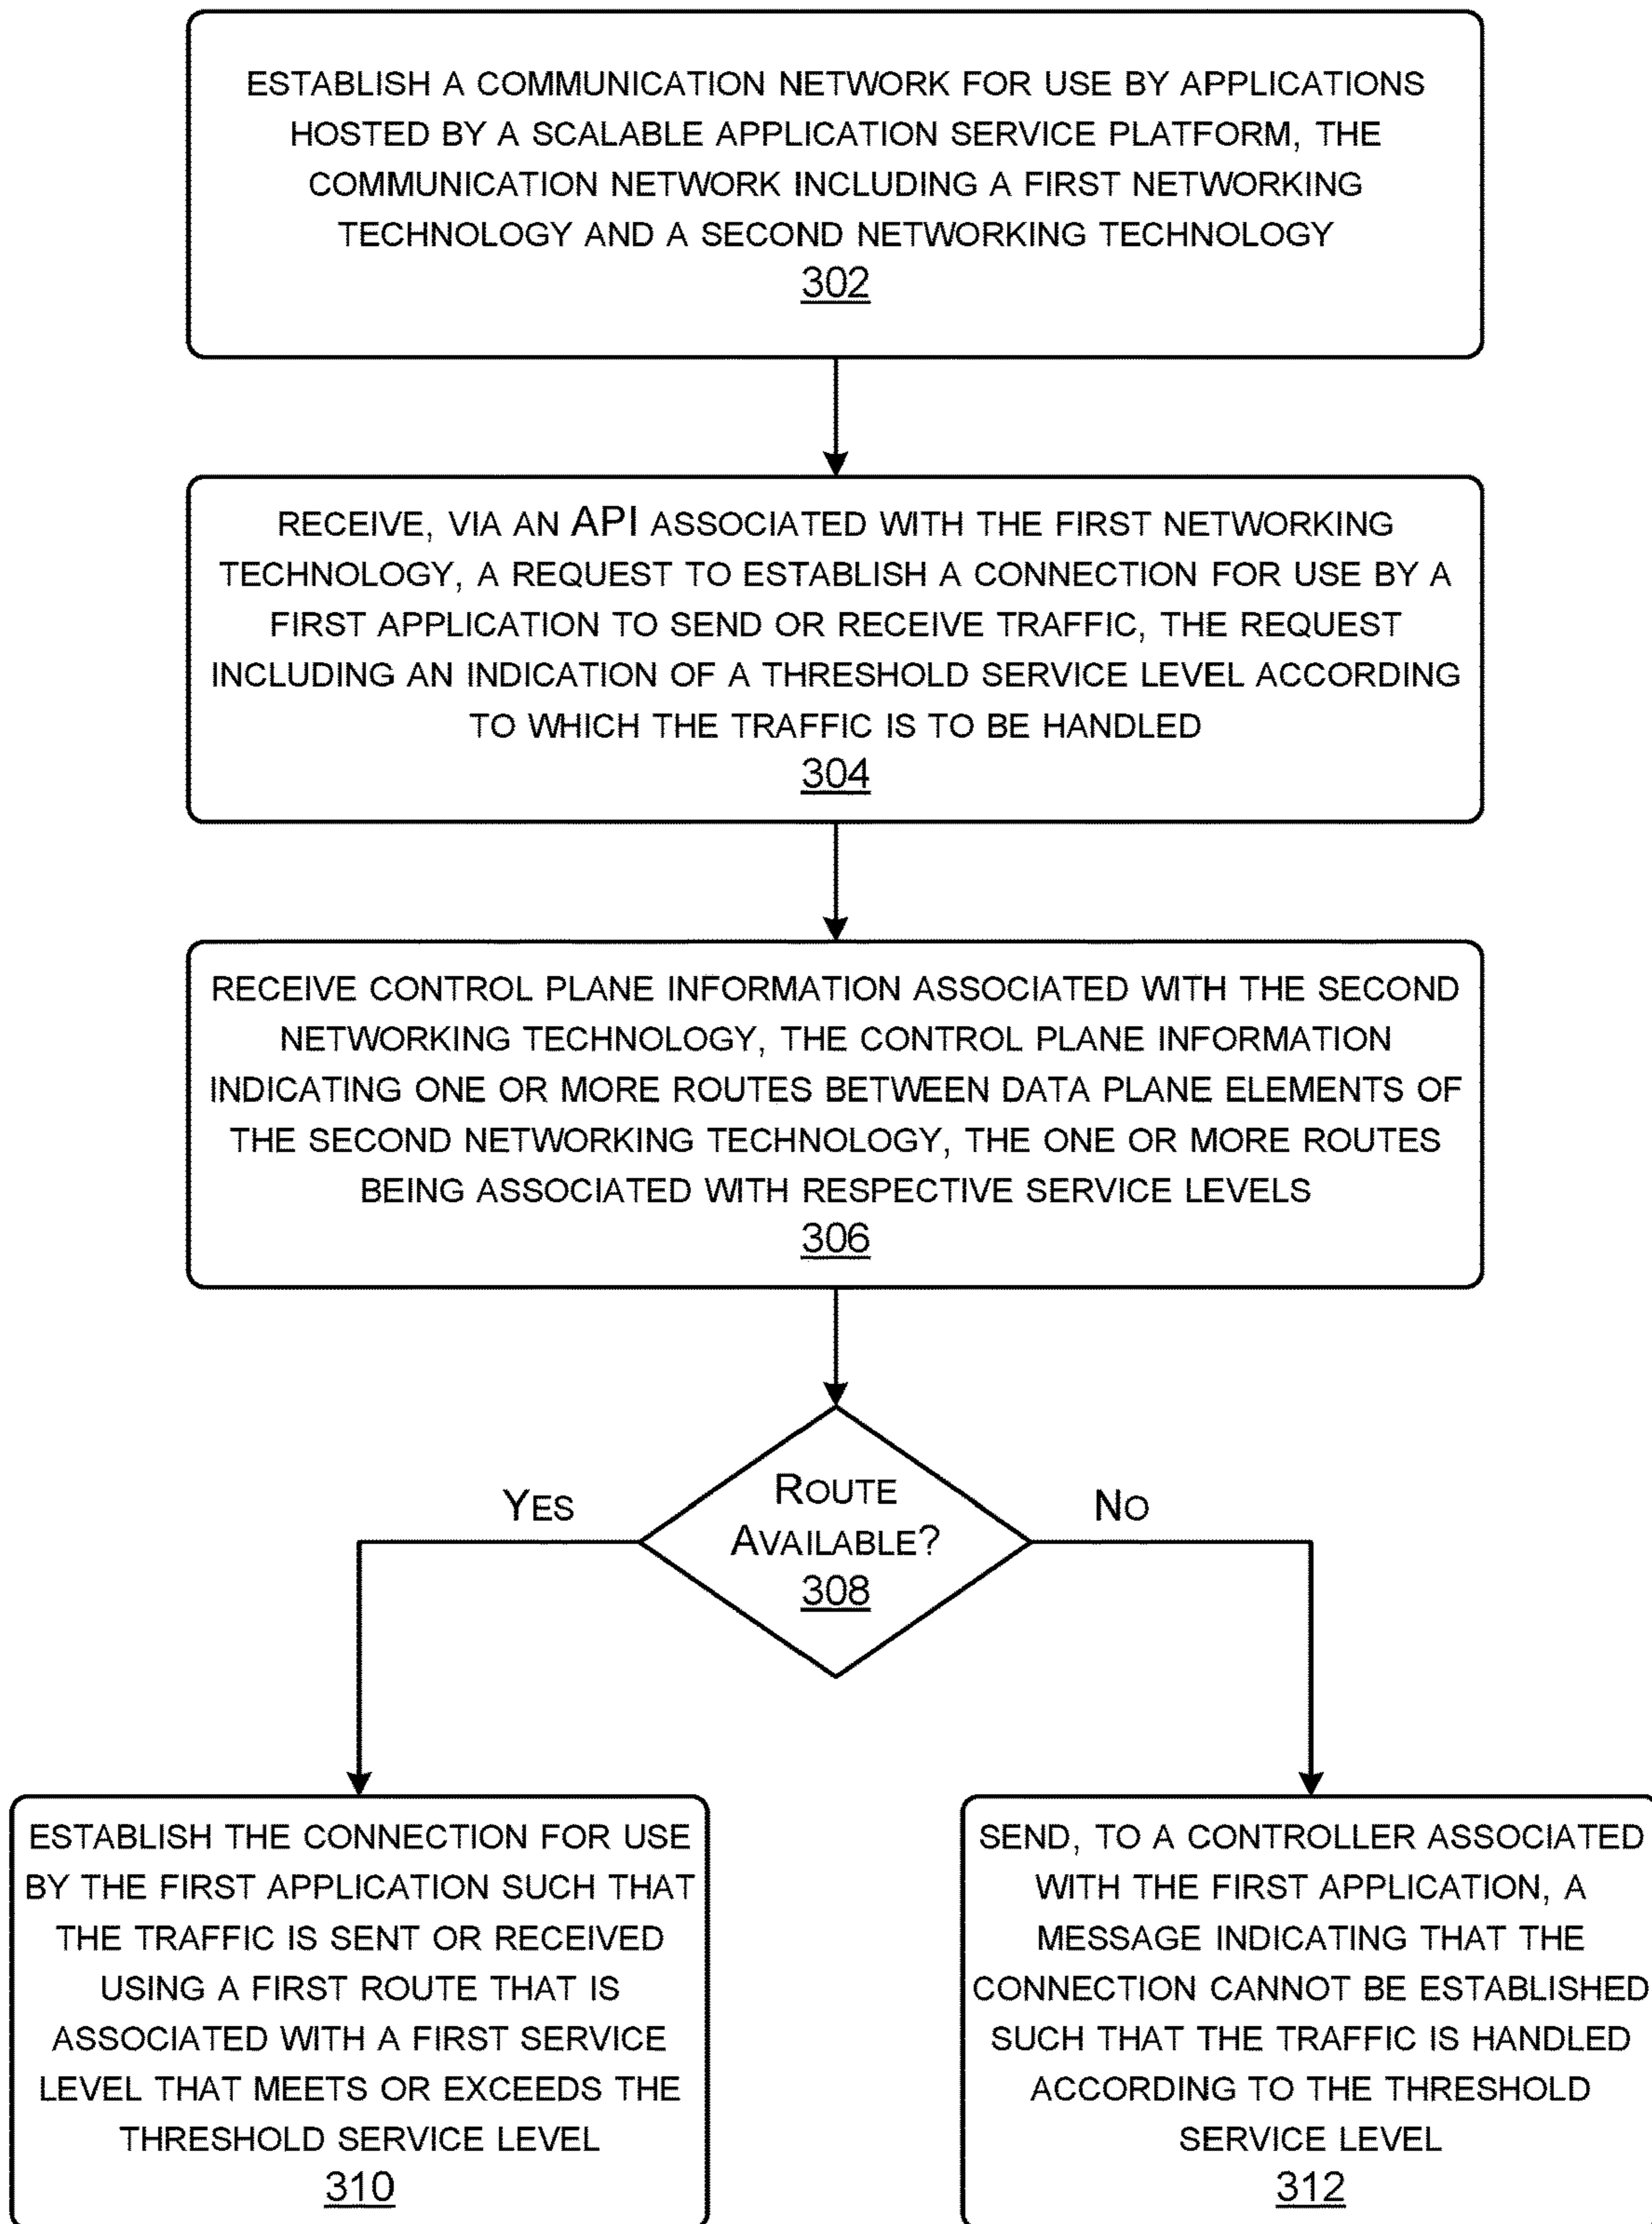 ESTABLISH A COMMUNICATION NETWORK FOR USE BY APPLICATIONS
HOSTED BY A SCALABLE APPLICATION SERVICE PLATFORM, THE
COMMUNICATION NETWORK INCLUDING A FIRST NETWORKING
TECHNOLOGY AND A SECOND NETWORKING TECHNOLOGY
302
RECEIVE, VIA AN API ASSOCIATED WITH THE FIRST NETWORKING
TECHNOLOGY, A REQUEST TO ESTABLISH A CONNECTION FOR USE BY A
FIRST APPLICATION TO SEND OR RECEIVE TRAFFIC, THE REQUEST
INCLUDING AN INDICATION OF A THRESHOLD SERVICE LEVEL ACCORDING
TO WHICH THE TRAFFIC IS TO BE HANDLED
304
RECEIVE CONTROL PLANE INFORMATION ASSOCIATED WITH THE SECOND
NETWORKING TECHNOLOGY, THE CONTROL PLANE INFORMATION
INDICATING ONE OR MORE ROUTES BETWEEN DATA PLANE ELEMENTS OF
THE SECOND NETWORKING TECHNOLOGY, THE ONE OR MORE ROUTES
BEING ASSOCIATED WITH RESPECTIVE SERVICE LEVELS
306
ROUTE
AVAILABLE?
308
YES
NO
ESTABLISH THE CONNECTION FOR USE
BY THE FIRST APPLICATION SUCH THAT
THE TRAFFIC IS SENT OR RECEIVED
USING A FIRST ROUTE THAT IS
ASSOCIATED WITH A FIRST SERVICE
LEVEL THAT MEETS OR EXCEEDS THE
THRESHOLD SERVICE LEVEL
310
SEND, TO A CONTROLLER ASSOCIATED
WITH THE FIRST APPLICATION, A
MESSAGE INDICATING THAT THE
CONNECTION CANNOT BE ESTABLISHED
SUCH THAT THE TRAFFIC IS HANDLED
ACCORDING TO THE THRESHOLD
SERVICE LEVEL
312